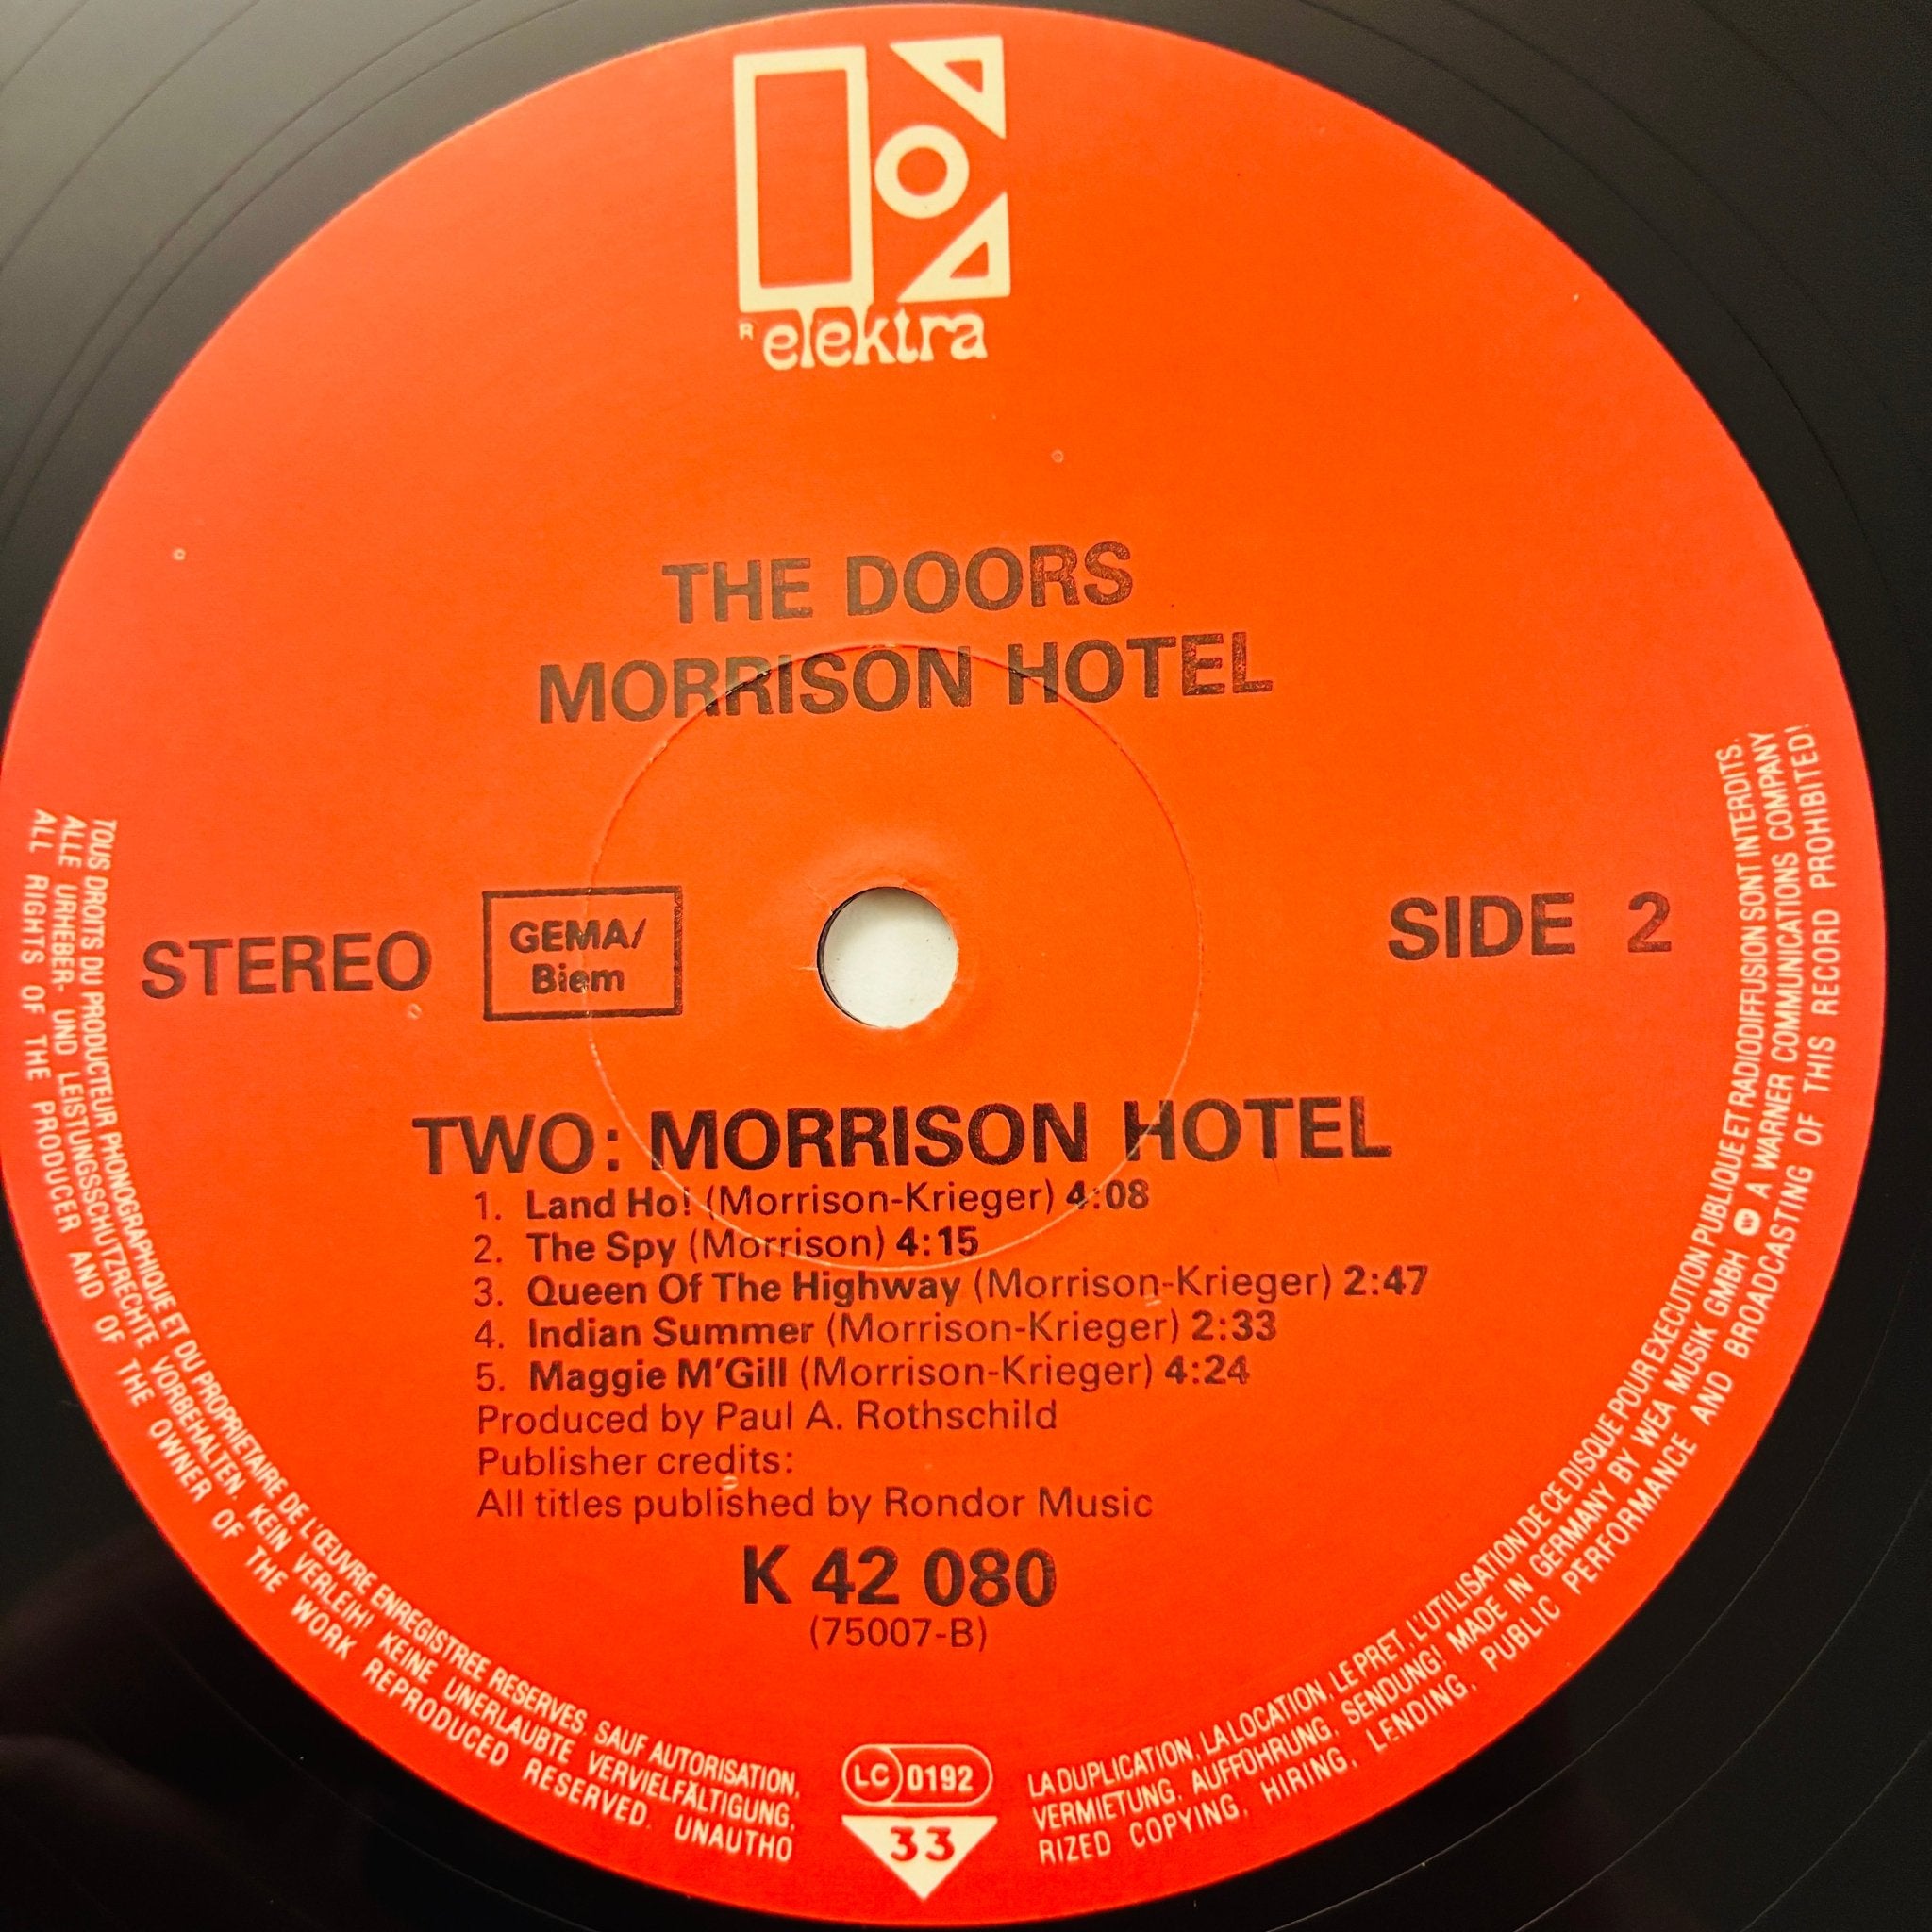 R elektra
THE DOORS
MORRISON HOTEL
STEREO
GEMA/
Biem
SIDE 2
TWO: MORRISON HOTEL
1. Land Ho! (Morrison-Krieger) 4:08
2. The Spy (Morrison) 4:15
3. Queen Of The Highway (Morrison-Krieger) 2:47
4. Indian Summer (Morrison-Krieger) 2:33
5. Maggie M'Gill (Morrison-Krieger) 4:24
Produced by Paul A. Rothschild
Publisher credits:
All titles published by Rondor Music
K 42 080
(75007-B)
TOUS DROITS DU PRODUCTEUR PHONOGRAPHIQUE ET DU PROPRIETAIRE DE L'ŒUVRE ENREGISTREE RESERVES. SAUF AUTORISATION, LA DUPLICATION, LA LOCATION, LE PRET, L'UTILISATION DE CE DISQUE POUR EXECUTION PUBLIQUE ET RADIODIFFUSION SONT INTERDITS.
ALLE URHEBER- UND LEISTUNGSSCHUTZRECHTE VORBEHALTEN. KEIN VERLEIH! KEINE UNERLAUBTE VERVIELFÄLTIGUNG, VERMIETUNG, AUFFÜHRUNG, SENDUNG! MADE IN GERMANY BY WEA MUSIK GMBH W A WARNER COMMUNICATIONS COMPANY
ALL RIGHTS OF THE PRODUCER AND OF THE OWNER OF THE WORK REPRODUCED RESERVED. UNAUTHO RIZED COPYING, HIRING, LENDING, PUBLIC PERFORMANCE AND BROADCASTING OF THIS RECORD PROHIBITED!
LC 0192
33